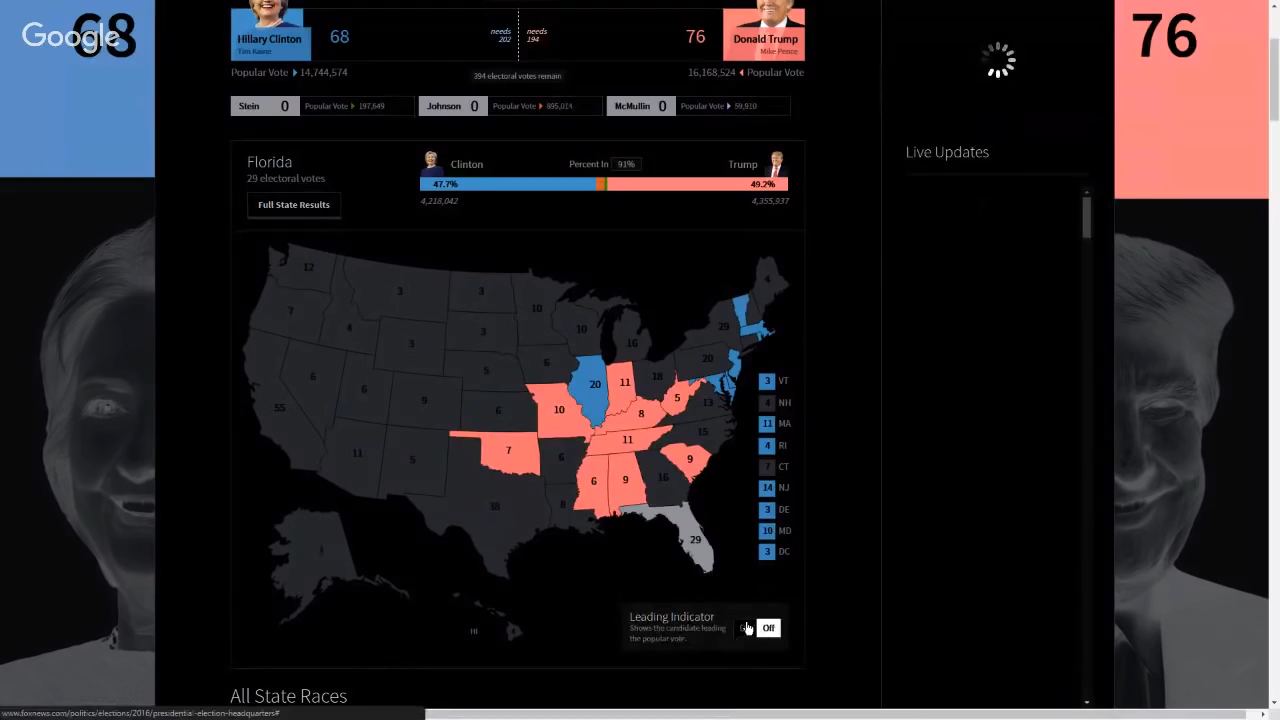 Google
68
76
Hillary Clinton
Tim Kaine
68
needs
202
needs
194
76
Donald Trump
Mike Pence
Popular Vote 14,744,574
394 electoral votes remain
16,168,524 Popular Vote
Stein 0 Popular Vote 197,649
Johnson 0 Popular Vote 895,014
McMullin 0 Popular Vote 59,910
Live Updates
Florida
29 electoral votes
Full State Results
Clinton
Percent In 91%
Trump
47.7%
49.2%
4,218,042
4,355,937
12
3
3
10
4
7
4
3
10
16
29
3
6
20
6
6
9
5
20
11
18
55
6
10
8
5
13
11
5
7
6
11
15
9
6
9
16
38
8
29
3
HI
3 VT
4 NH
11 MA
4 RI
7 CT
14 NJ
3 DE
10 MD
3 DC
Leading Indicator
Shows the candidate leading
the popular vote.
Off
All State Races
www.foxnews.com/politics/elections/2016/presidential-election-headquarters#